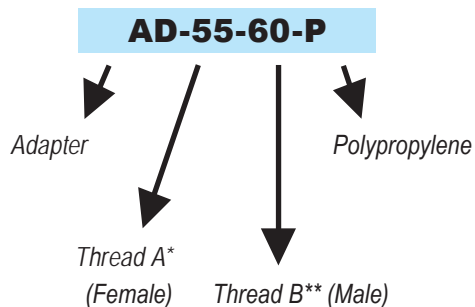 AD-55-60-P
Adapter
Polypropylene
Thread A*
(Female)
Thread B** (Male)